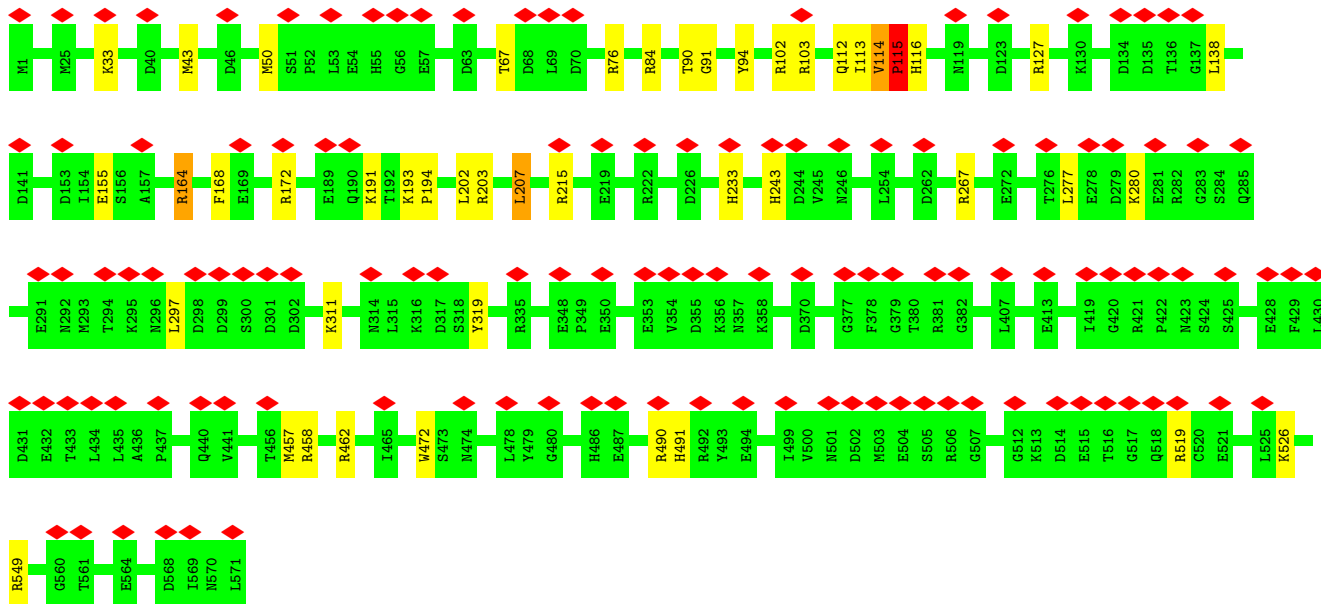 M1 M25 K33 D40 M43 D46 M50 S51 P52 L53 E54 H55 G56 E57 D63 T67 D68 L69 D70 R76 R84 T90 G91 Y94 R102 R103 Q112 I113 V114 P115 H116 N119 D123 R127 K130 D134 D135 T136 G137 L138
D141 D153 I154 E155 S156 A157 R164 F168 E169 R172 E189 Q190 K191 T192 K193 P194 L202 R203 L207 R215 E219 R222 D226 H233 H243 D244 V245 N246 L254 D262 R267 E272 T276 L277 E278 D279 K280 E281 R282 G283 S284 Q285
E291 N292 M293 T294 K295 N296 L297 D298 D299 S300 D301 D302 K311 N314 L315 K316 D317 S318 Y319 R335 E348 P349 E350 E353 V354 D355 K356 N357 K358 D370 G377 F378 G379 T380 R381 G382 L407 E413 I419 G420 R421 P422 N423 S424 S425 E428 F429 L430
D431 E432 T433 L434 L435 A436 P437 Q440 V441 T456 M457 R458 R462 I465 W472 S473 N474 L478 Y479 G480 H486 E487 R490 H491 R492 Y493 E494 I499 V500 N501 D502 M503 E504 S505 R506 G507 G512 K513 D514 E515 T516 G517 Q518 R519 C520 E521 L525 K526
R549 G560 T561 E564 D568 I569 N570 L571